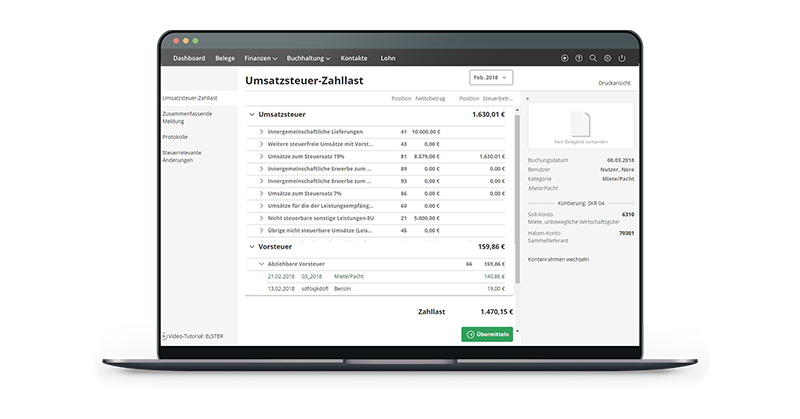 Dashboard Belege Finanzen Buchhaltung Kontakte Lohn
Umsatzsteuer-Zahllast
Feb. 2018
Druckansicht
Umsatzsteuer-Zahllast
Zusammenfassende
Meldung
Protokolle
Steuerrelevante
Änderungen
Position Nettobetrag Position Steuerbetr...
Umsatzsteuer 1.630,01 €
Innergemeinschaftliche Lieferungen 41 10.000,00 €
Weitere steuerfreie Umsätze mit Vorst... 43 0,00 €
Umsätze zum Steuersatz 19% 81 8.579,00 € 1.630,01 €
Innergemeinschaftliche Erwerbe zum ... 89 0,00 € 0,00 €
Innergemeinschaftliche Erwerbe zum ... 93 0,00 € 0,00 €
Umsätze zum Steuersatz 7% 86 0,00 € 0,00 €
Umsätze für die der Leistungsempfäng... 60 0,00 €
Nicht steuerbare sonstige Leistungen EU 21 5.000,00 €
Übrige nicht steuerbare Umsätze (Leis... 45 0,00 €
Vorsteuer 159,86 €
Abziehbare Vorsteuer 66 159,86 €
21.02.2018 03_2018 Miete/Pacht 140,86 €
13.02.2018 sdfösjkdöfl Benzin 19,00 €
Zahllast 1.470,15 €
Übermitteln
Video-Tutorial: ELSTER
Kein Belegbild vorhanden
Buchungsdatum 08.03.2018
Benutzer Nutzer, Nora
Kategorie Miete/Pacht
Miete/Pacht
Kontierung: SKR 04
Soll-Konto 6310
Miete, unbewegliche Wirtschaftsgüter
Haben-Konto 70301
Sammellieferant
Kontenrahmen wechseln